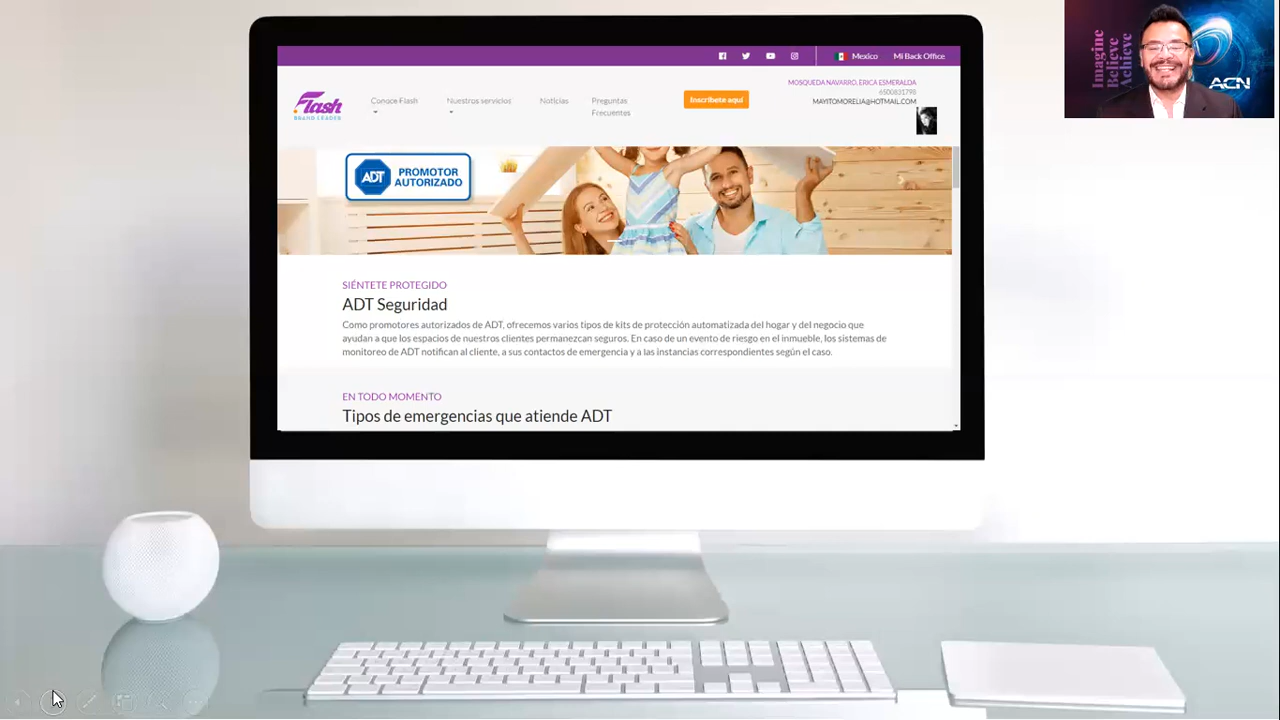 Mexico
Mi Back Office
Flash
BRAND LEADER
Conoce Flash
Nuestros servicios
Noticias
Preguntas
Frecuentes
Inscríbete aquí
MOSQUEDA NAVARRO, ERICA ESMERALDA
6500831798
MAYITOMORELIA@HOTMAIL.COM
ADT
PROMOTOR
AUTORIZADO
SIÉNTETE PROTEGIDO
ADT Seguridad
Como promotores autorizados de ADT, ofrecemos varios tipos de kits de protección automatizada del hogar y del negocio que
ayudan a que los espacios de nuestros clientes permanezcan seguros. En caso de un evento de riesgo en el inmueble, los sistemas de
monitoreo de ADT notifican al cliente, a sus contactos de emergencia y a las instancias correspondientes según el caso.
EN TODO MOMENTO
Tipos de emergencias que atiende ADT
Imagine
Believe
Achieve
ACN